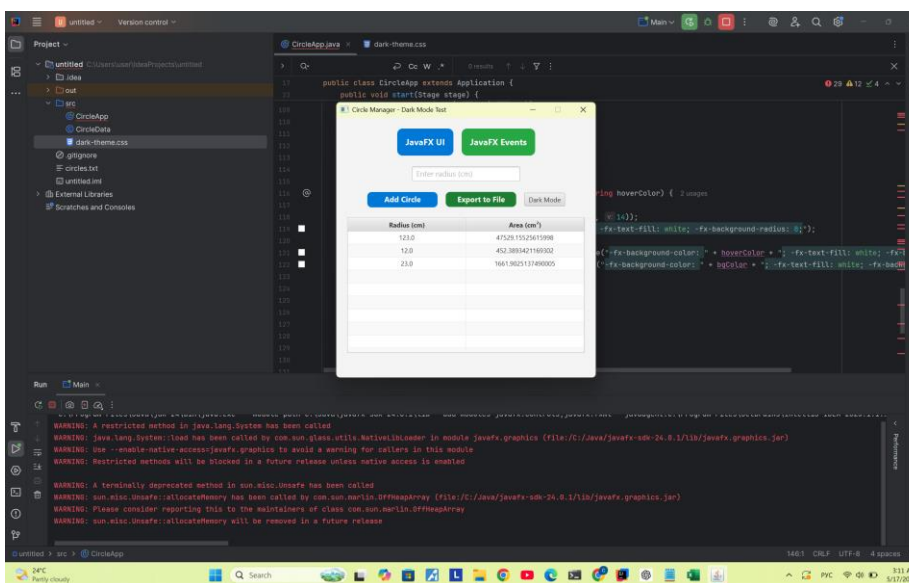 untitled Version control Main
Project
CircleApp.java dark-theme.css
untitled C:\Users\user\IdeaProjects\untitled
.idea
out
src
CircleApp
CircleData
dark-theme.css
.gitignore
circles.txt
untitled.iml
External Libraries
Scratches and Consoles
Cc W .* 0 results
public class CircleApp extends Application {
public void start(Stage stage) {
29 12 4
Circle Manager - Dark Mode Test
JavaFX UI JavaFX Events
Enter radius (cm)
Add Circle Export to File Dark Mode
Radius (cm) Area (cm²)
123.0 47529.15525615998
12.0 452.3893421169302
23.0 1661.9025137490005
ring hoverColor) { 2 usages
14));
-fx-text-fill: white; -fx-background-radius: 8;");
("-fx-background-color: " + hoverColor + "; -fx-text-fill: white;
("-fx-background-color: " + bgColor + "; -fx-text-fill: white;
Run Main
WARNING: A restricted method in java.lang.System has been called
WARNING: java.lang.System::load has been called by com.sun.glass.utils.NativeLibLoader in module javafx.graphics (file:/C:/Java/javafx-sdk-24.0.1/lib/javafx.graphics.jar)
WARNING: Use --enable-native-access=javafx.graphics to avoid a warning for callers in this module
WARNING: Restricted methods will be blocked in a future release unless native access is enabled
WARNING: A terminally deprecated method in sun.misc.Unsafe has been called
WARNING: sun.misc.Unsafe::allocateMemory has been called by com.sun.marlin.OffHeapArray (file:/C:/Java/javafx-sdk-24.0.1/lib/javafx.graphics.jar)
WARNING: Please consider reporting this to the maintainers of class com.sun.marlin.OffHeapArray
WARNING: sun.misc.Unsafe::allocateMemory will be removed in a future release
Performance
untitled > src > CircleApp
146:1 CRLF UTF-8 4 spaces
24°C
Partly cloudy
Search
РУС
3:11